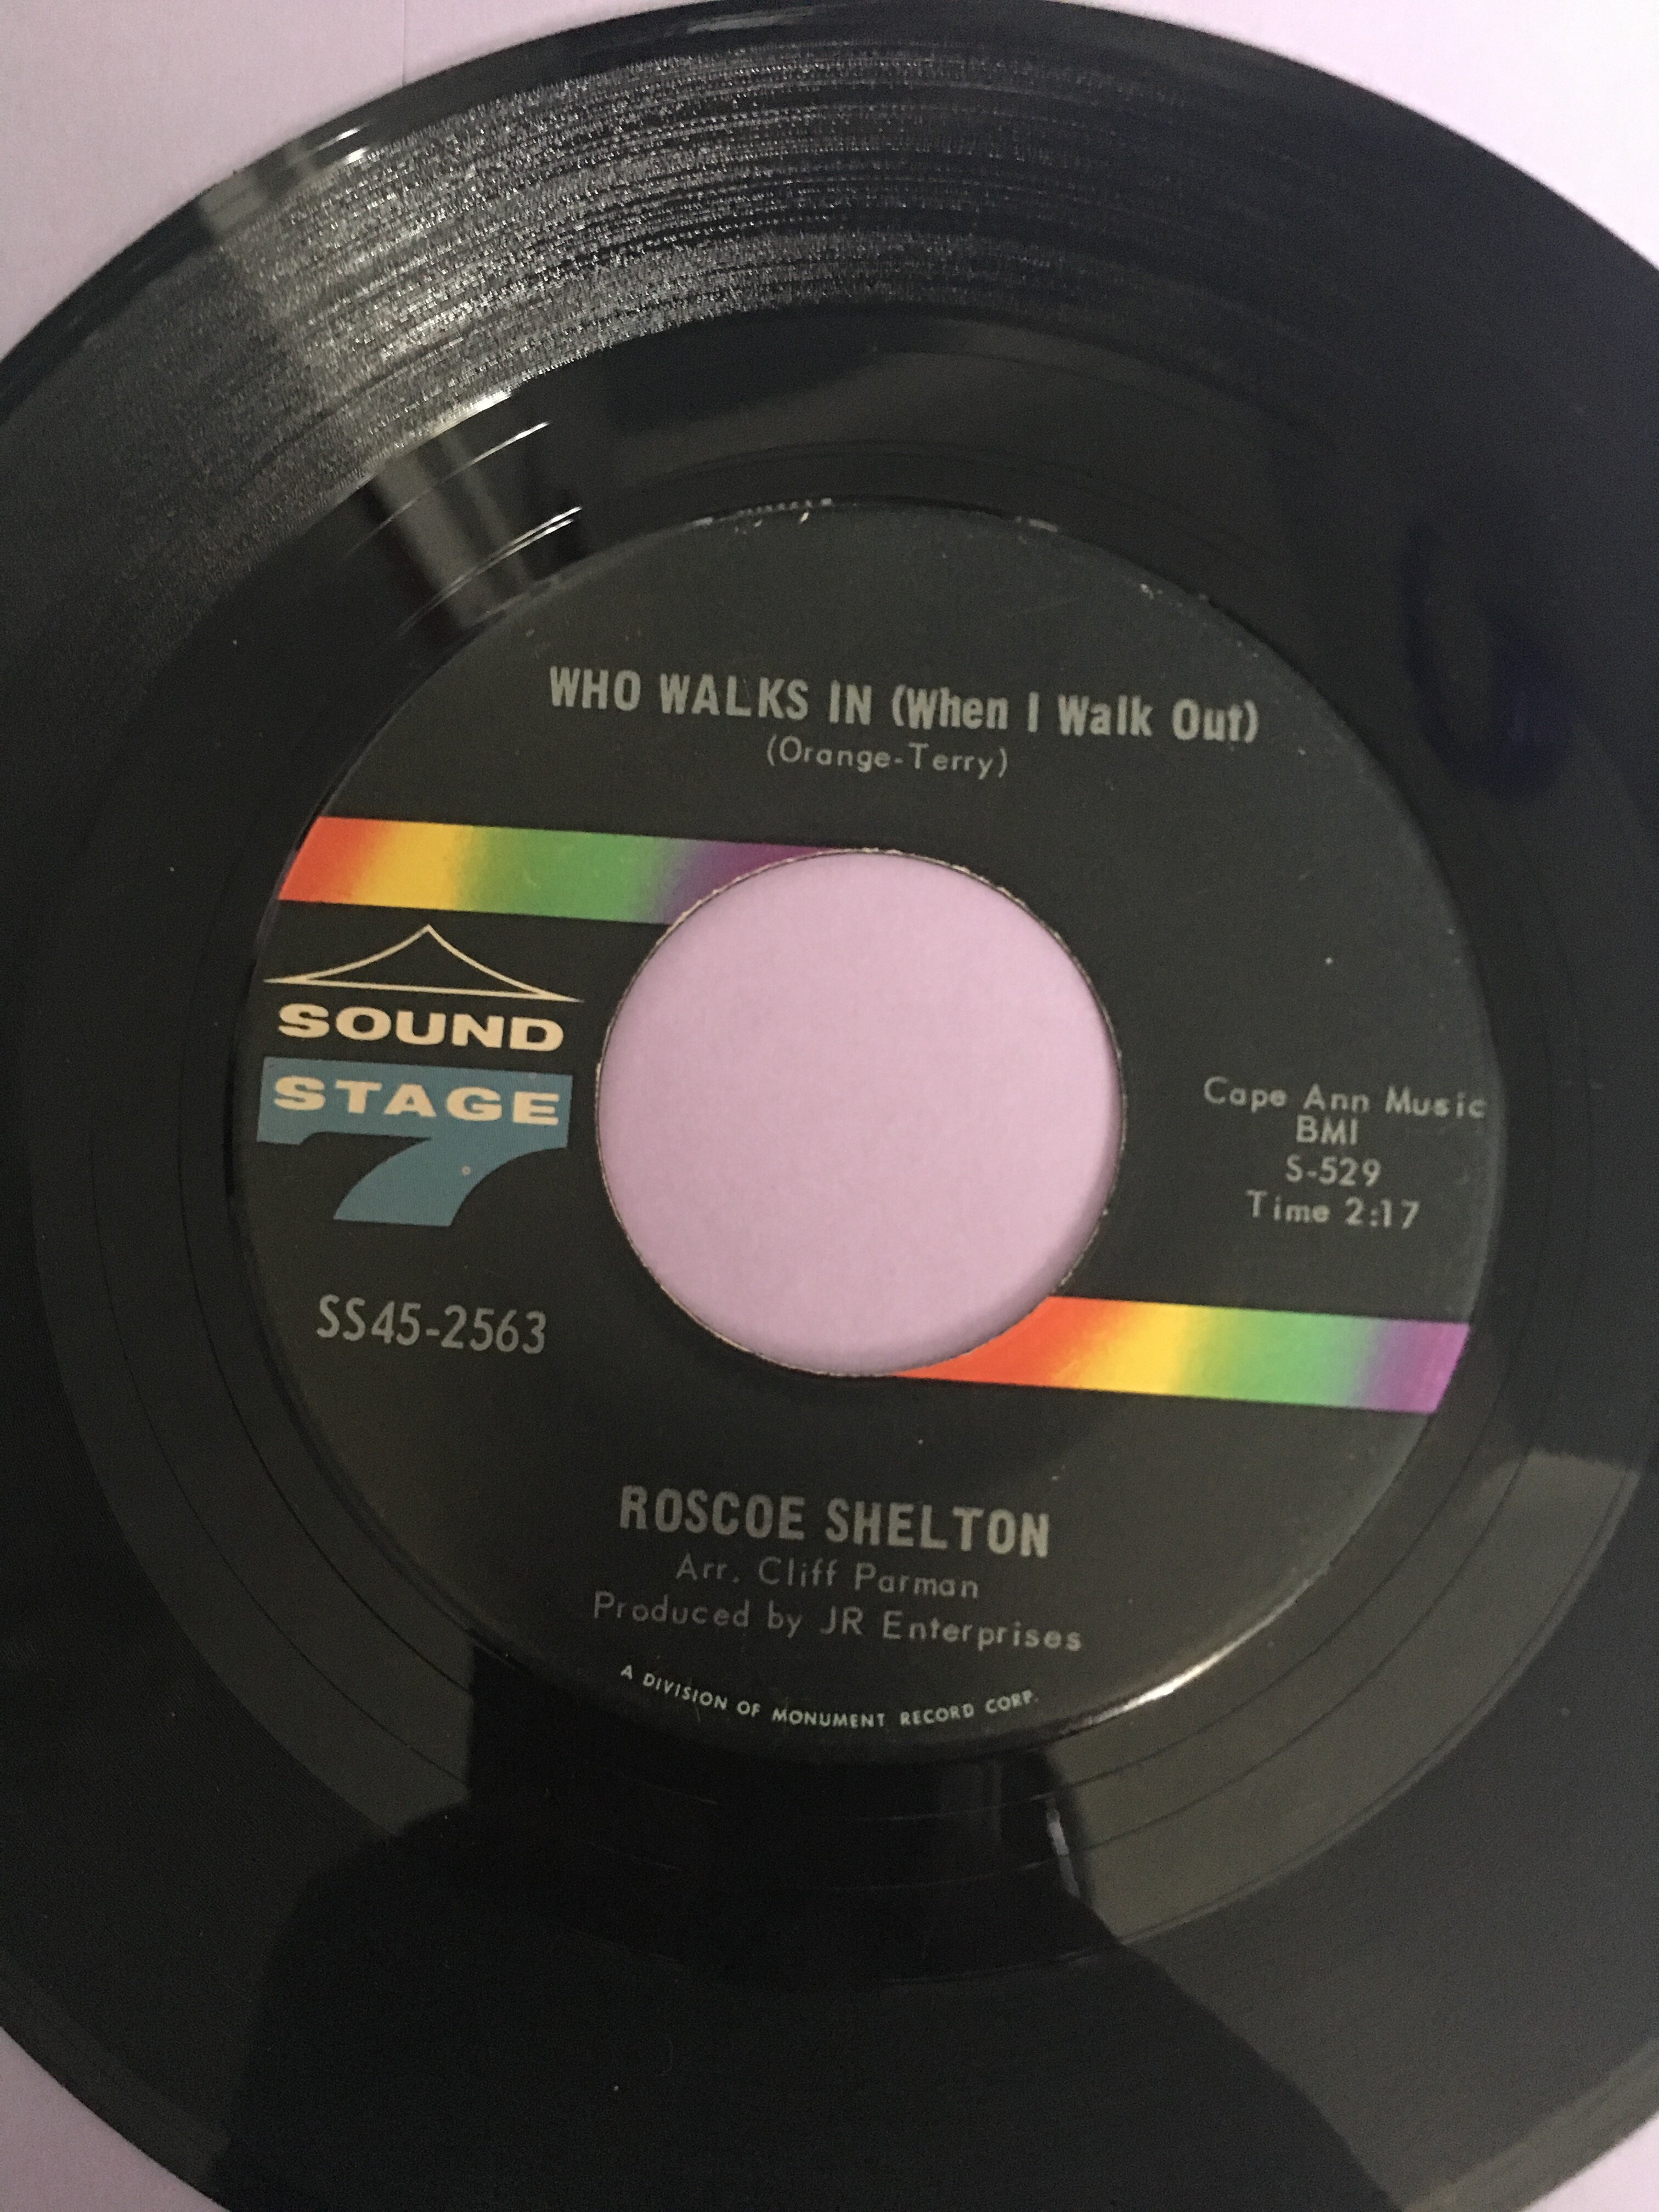 WHO WALKS IN (When I Walk Out)
(Orange-Terry)
SOUND
STAGE
7
SS45-2563
Cape Ann Music
BMI
S-529
Time 2:17
ROSCOE SHELTON
Arr. Cliff Parman
Produced by JR Enterprises
A DIVISION OF MONUMENT RECORD CORP.